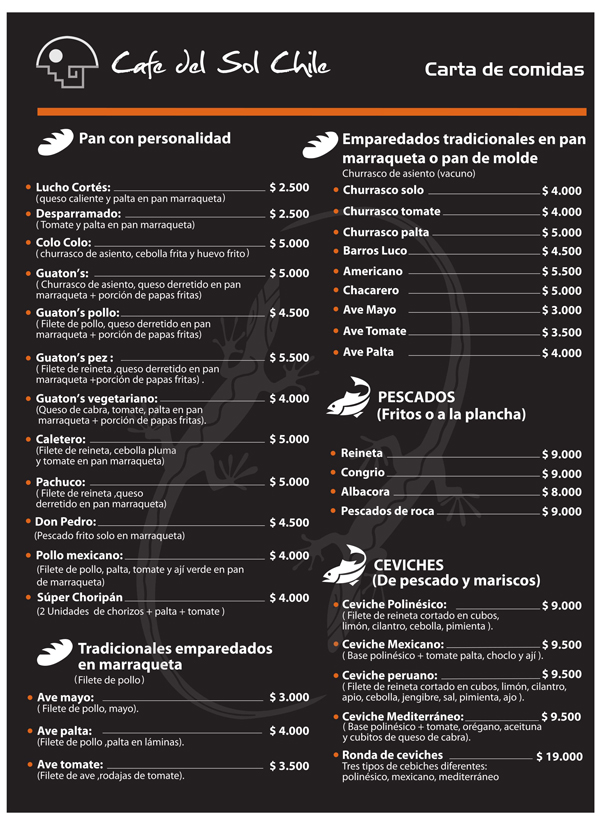 Cafe del Sol Chile
Carta de comidas
Pan con personalidad
Lucho Cortés: $ 2.500
(queso caliente y palta en pan marraqueta)
Desparramado: $ 2.500
( Tomate y palta en pan marraqueta)
Colo Colo: $ 5.000
( churrasco de asiento, cebolla frita y huevo frito )
Guaton's: $ 5.000
( Churrasco de asiento, queso derretido en pan
marraqueta + porción de papas fritas)
Guaton's pollo: $ 4.500
( Filete de pollo, queso derretido en pan
marraqueta + porción de papas fritas)
Guaton's pez : $ 5.500
( Filete de reineta ,queso derretido en pan
marraqueta +porción de papas fritas) .
Guaton's vegetariano: $ 4.000
(Queso de cabra, tomate, palta en pan
marraqueta + porción de papas fritas).
Caletero: $ 5.000
(Filete de reineta, cebolla pluma
y tomate en pan marraqueta)
Pachuco: $ 5.000
( Filete de reineta ,queso
derretido en pan marraqueta)
Don Pedro: $ 4.500
(Pescado frito solo en marraqueta)
Pollo mexicano: $ 4.000
(Filete de pollo, palta, tomate y ají verde en pan
de marraqueta)
Súper Choripán $ 4.000
(2 Unidades de chorizos + palta + tomate )
Tradicionales emparedados
en marraqueta
(Filete de pollo)
Ave mayo: $ 3.000
( Filete de pollo, mayo).
Ave palta: $ 4.000
(Filete de pollo ,palta en láminas).
Ave tomate: $ 3.500
(Filete de ave ,rodajas de tomate).
Emparedados tradicionales en pan
marraqueta o pan de molde
Churrasco de asiento (vacuno)
Churrasco solo $ 4.000
Churrasco tomate $ 4.000
Churrasco palta $ 5.000
Barros Luco $ 4.500
Americano $ 5.500
Chacarero $ 5.000
Ave Mayo $ 3.000
Ave Tomate $ 3.500
Ave Palta $ 4.000
PESCADOS
(Fritos o a la plancha)
Reineta $ 9.000
Congrio $ 9.000
Albacora $ 8.000
Pescados de roca $ 9.000
CEVICHES
(De pescado y mariscos)
Ceviche Polinésico: $ 9.000
( Filete de reineta cortado en cubos,
limón, cilantro, cebolla, pimienta ).
Ceviche Mexicano: $ 9.500
( Base polinésico + tomate palta, choclo y ají ).
Ceviche peruano: $ 9.500
( Filete de reineta cortado en cubos, limón, cilantro,
apio, cebolla, jengibre, sal, pimienta, ajo ).
Ceviche Mediterráneo: $ 9.500
( Base polinésico + tomate, orégano, aceituna
y cubitos de queso de cabra).
Ronda de ceviches $ 19.000
Tres tipos de cebiches diferentes:
polinésico, mexicano, mediterráneo